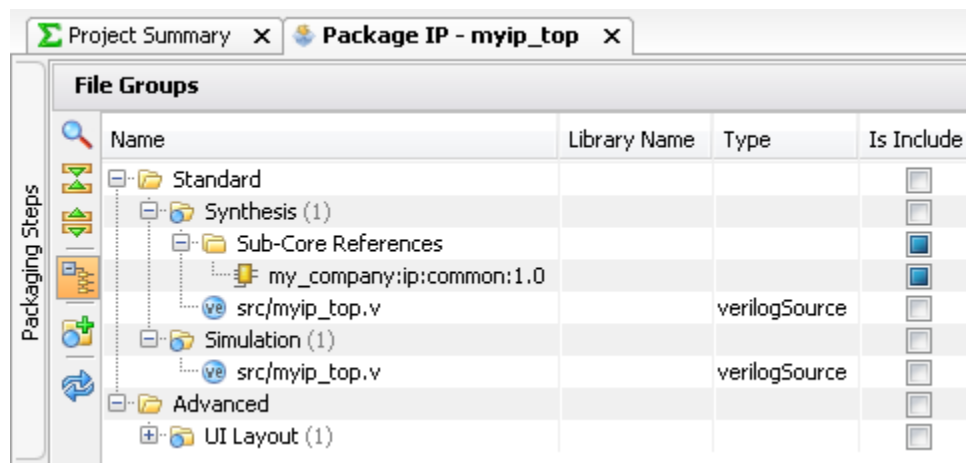 Project Summary Package IP - myip_top
File Groups
Packaging Steps
Name Library Name Type Is Include
Standard
Synthesis (1)
Sub-Core References
my_company:ip:common:1.0
src/myip_top.v verilogSource
Simulation (1)
src/myip_top.v verilogSource
Advanced
UI Layout (1)